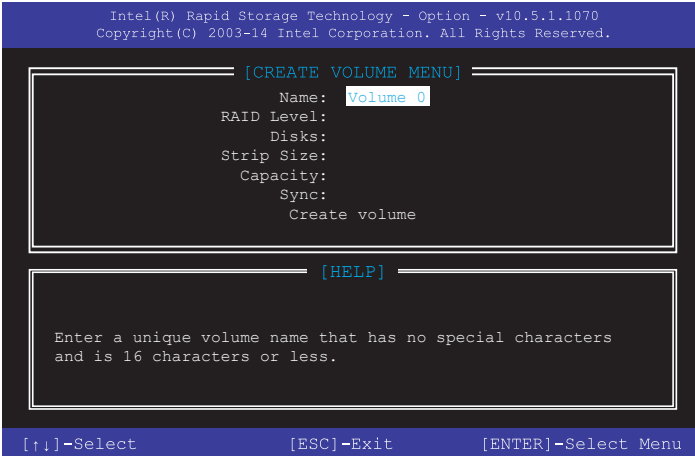 Intel(R) Rapid Storage Technology - Option - v10.5.1.1070
Copyright(C) 2003-14 Intel Corporation. All Rights Reserved.
[CREATE VOLUME MENU]
Name: Volume 0
RAID Level:
Disks:
Strip Size:
Capacity:
Sync:
Create volume
[HELP]
Enter a unique volume name that has no special characters
and is 16 characters or less.
[↑↓]-Select [ESC]-Exit [ENTER]-Select Menu